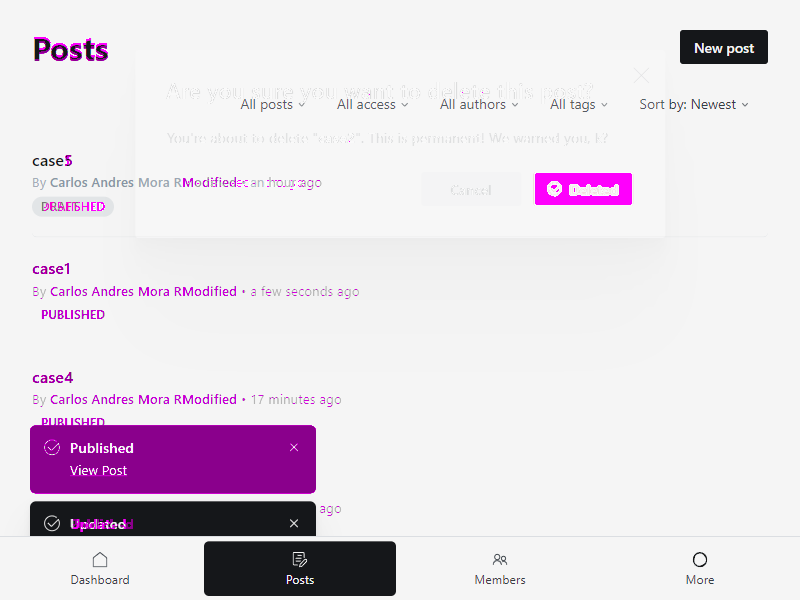 Posts
New post
Are you sure you want to delete this post?
All posts
All access
All authors
All tags
Sort by: Newest
You're about to delete "case2". This is permanent! We warned you, k?
case
By Carlos Andres Mora RModified
an hour ago
Cancel
Deleted
PUBLISHED
case1
By Carlos Andres Mora RModified • a few seconds ago
PUBLISHED
case4
By Carlos Andres Mora RModified • 17 minutes ago
PUBLISHED
Published
View Post
ago
Updated
Dashboard
Posts
Members
More